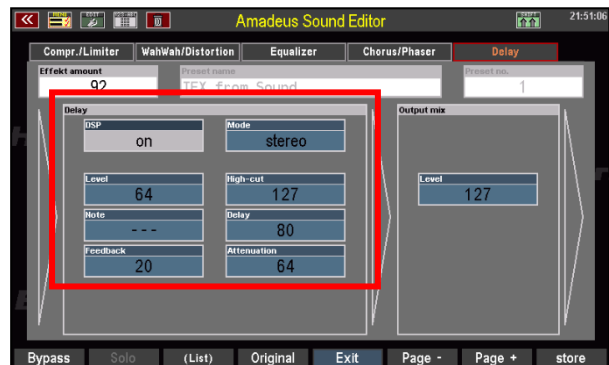 Amadeus Sound Editor
21:51:06
Compr./Limiter WahWah/Distortion Equalizer Chorus/Phaser Delay
Effekt amount Preset name Preset no.
92 TEX from Sound 1
Delay Output mix
DSP Mode
on stereo
Level High-cut Level
64 127 127
Note Delay
--- 80
Feedback Attenuation
20 64
Bypass Solo (List) Original Exit Page - Page + store